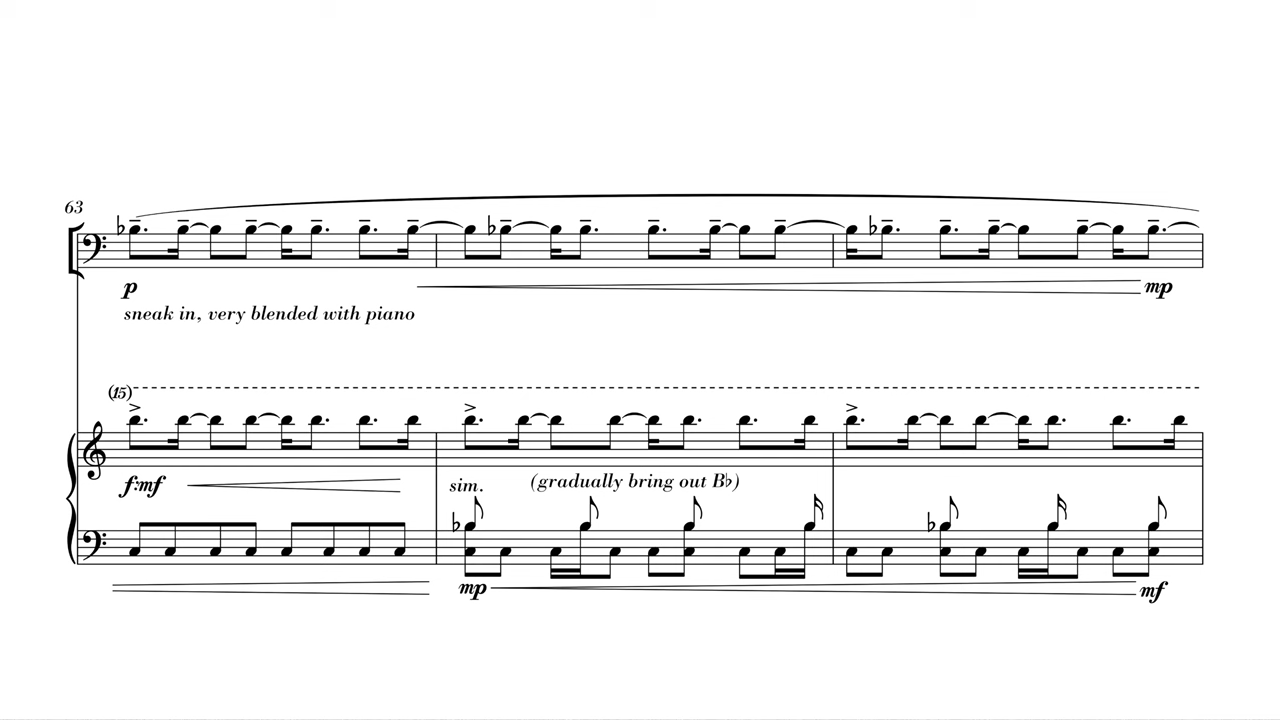 63
p
mp
sneak in, very blended with piano
(15)
f:mf
sim.
(gradually bring out B♭)
mp
mf